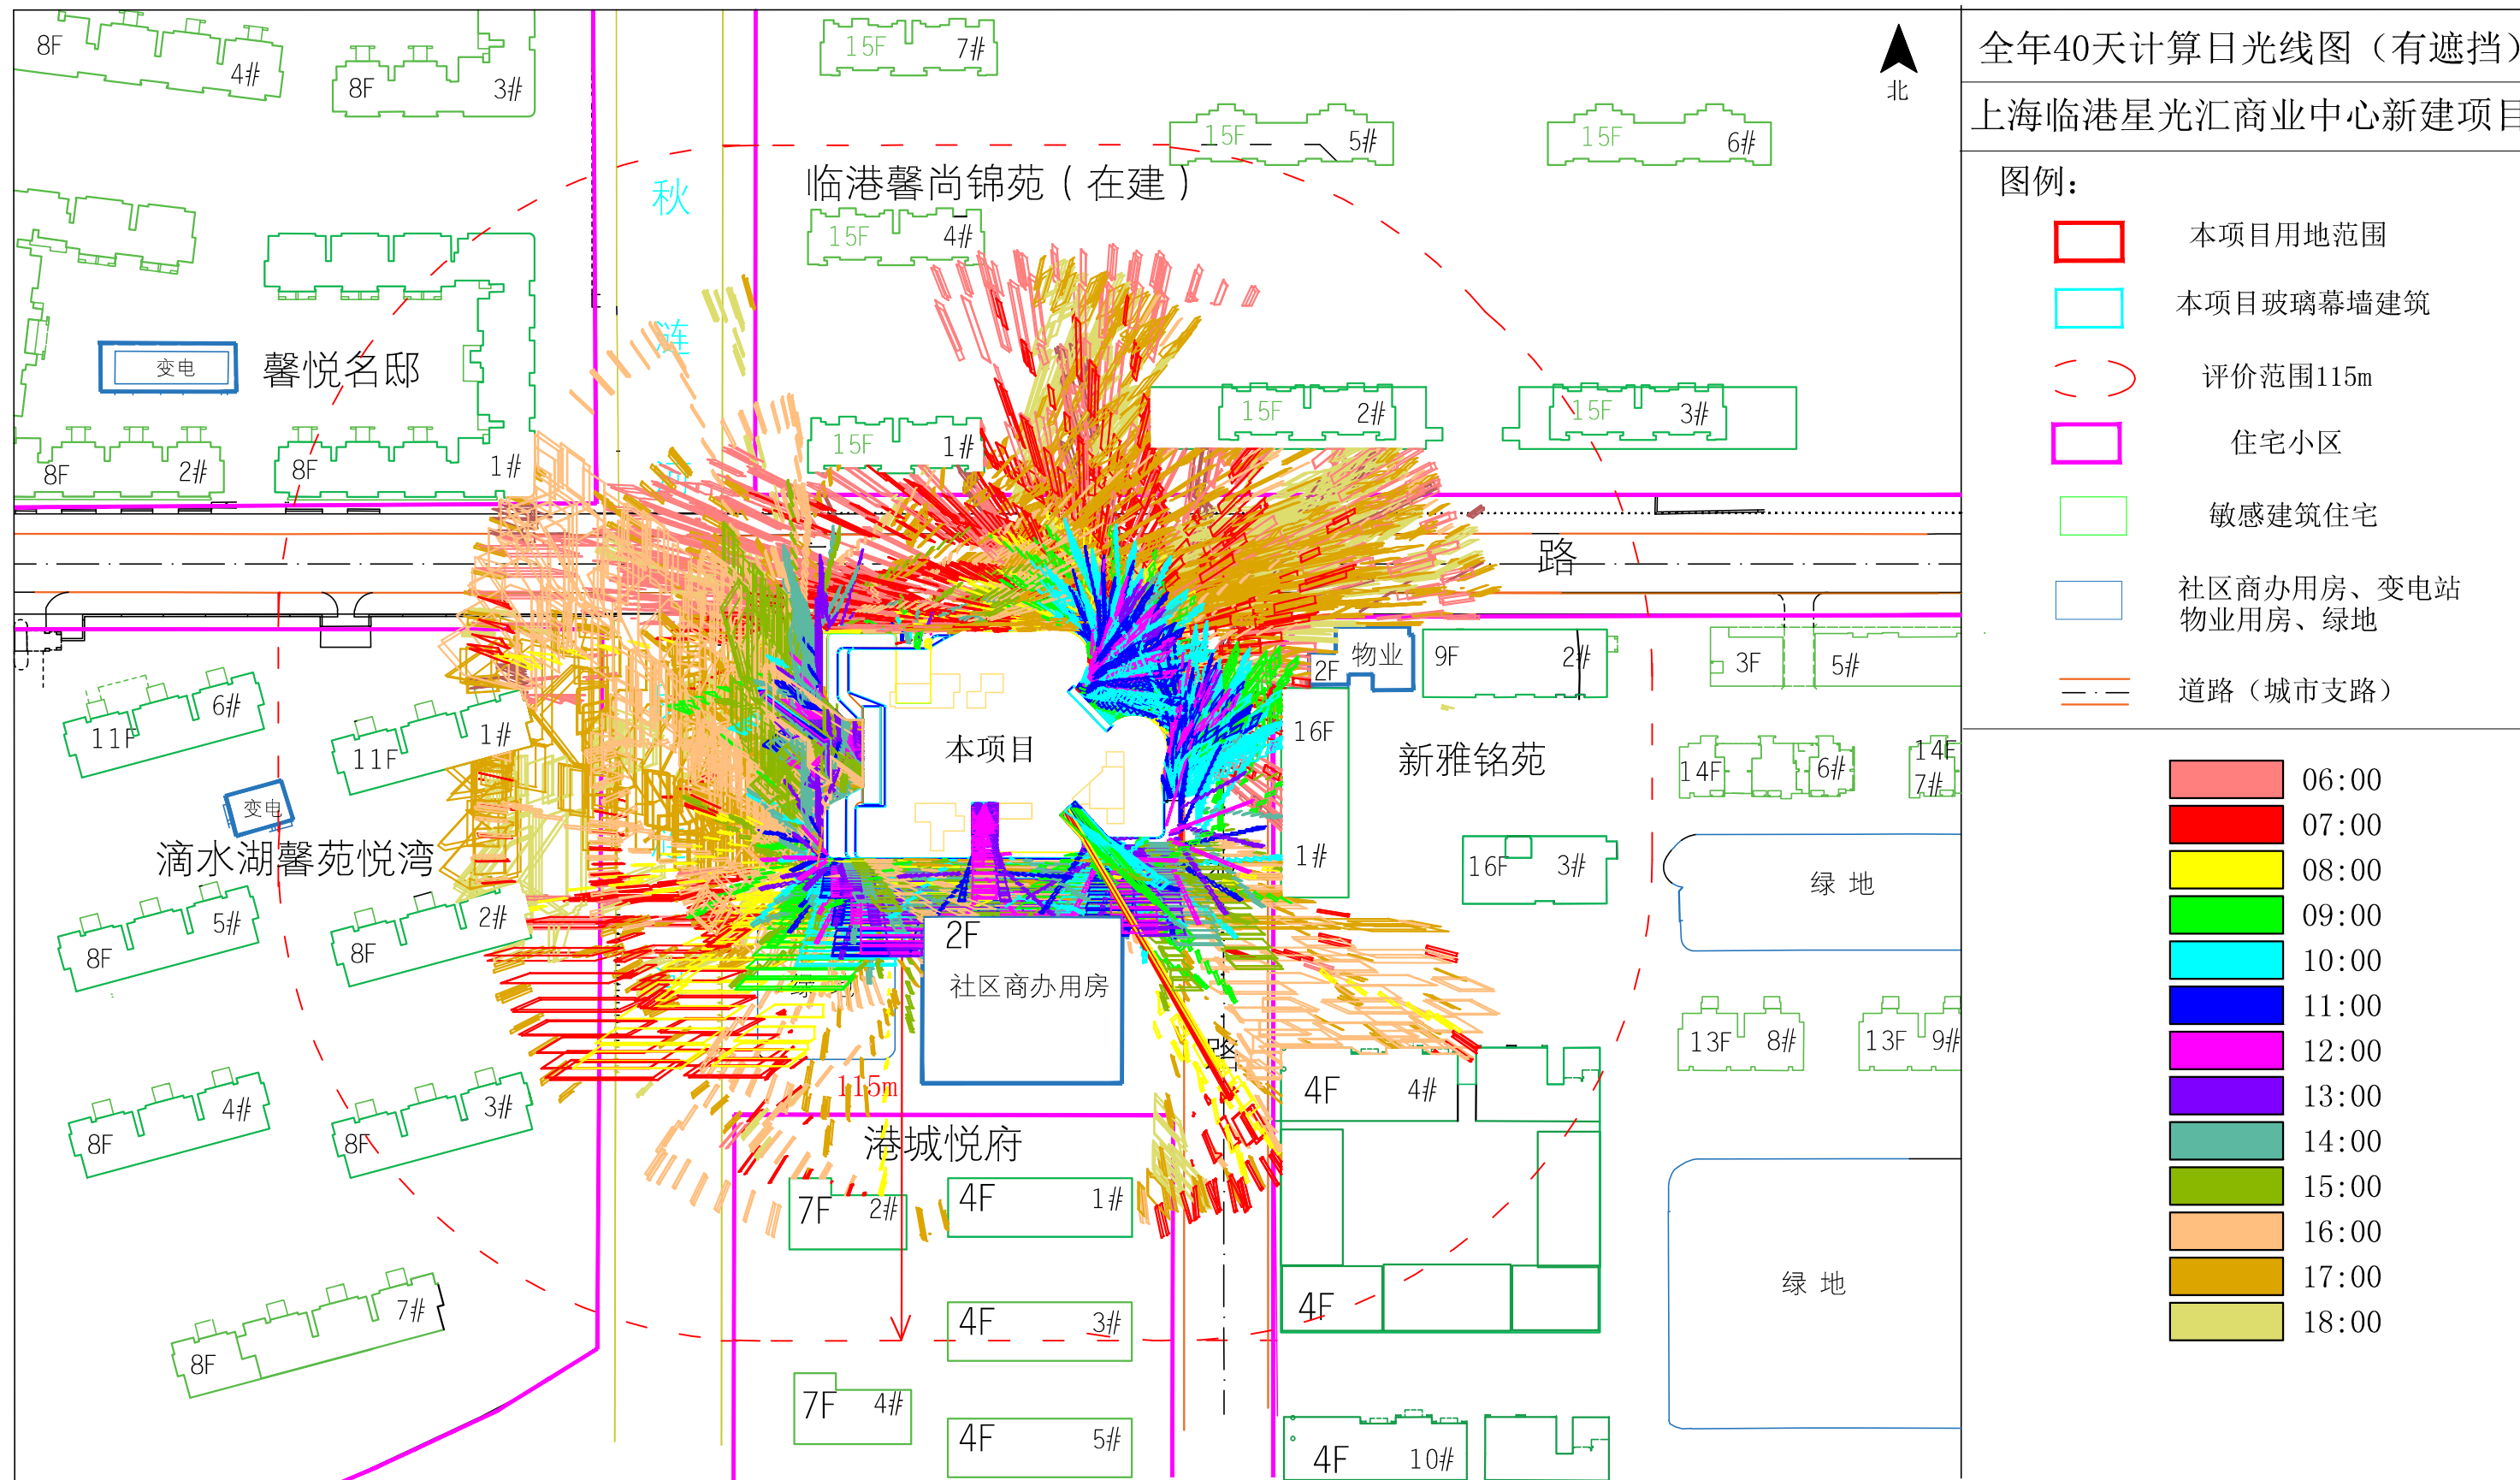 全年40天计算日光线图（有遮挡）
上海临港星光汇商业中心新建项目
图例：
本项目用地范围
本项目玻璃幕墙建筑
评价范围115m
住宅小区
敏感建筑住宅
社区商办用房、变电站
物业用房、绿地
道路（城市支路）
06:00
07:00
08:00
09:00
10:00
11:00
12:00
13:00
14:00
15:00
16:00
17:00
18:00
北
8F 4#
8F 3#
15F 7#
15F 5#
15F 6#
秋
临港馨尚锦苑（在建）
15F 4#
涟
变电
馨悦名邸
15F 1#
15F 2#
15F 3#
8F 2#
8F 1#
路
2F 物业
9F 2#
3F 5#
11F 6#
11F 1#
本项目
16F
新雅铭苑
14F 6#
14F
7#
变电
滴水湖馨苑悦湾
1#
16F 3#
绿 地
8F 5#
8F 2#
2F
社区商办用房
路
13F 8#
13F 9#
115m
4F 4#
8F 4#
8F 3#
港城悦府
7F 2#
4F 1#
8F 7#
4F 3#
4F
绿 地
7F 4#
4F 5#
4F 10#